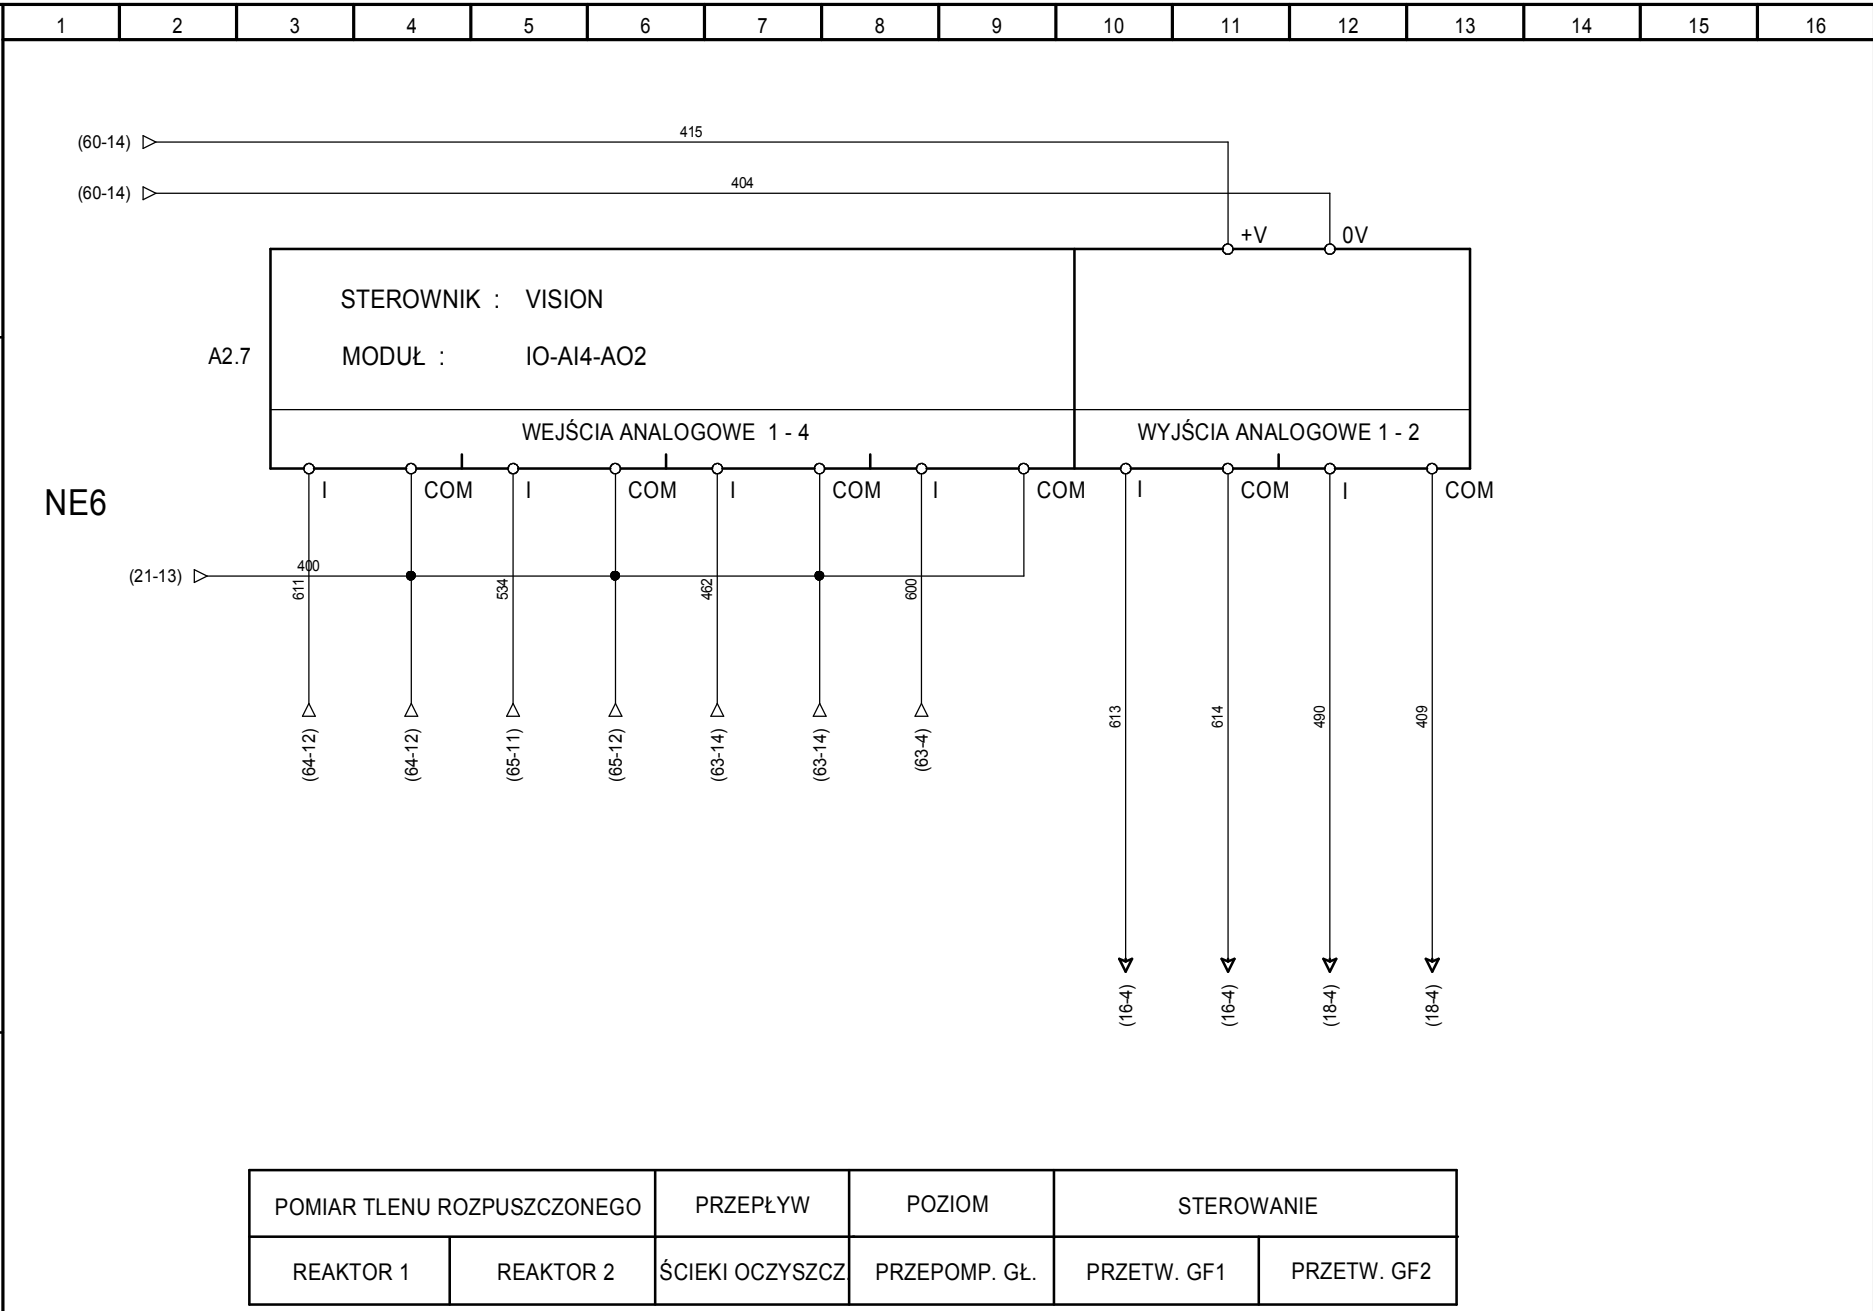 1 2 3 4 5 6 7 8 9 10 11 12 13 14 15 16
(60-14) 415
(60-14) 404
+V 0V
STEROWNIK : VISION
A2.7 MODUŁ : IO-AI4-AO2
WEJŚCIA ANALOGOWE 1 - 4 WYJŚCIA ANALOGOWE 1 - 2
I COM I COM I COM I COM I COM I COM
NE6
(21-13) 400
611 534 462 600
613 614 490 409
(64-12) (64-12) (65-11) (65-12) (63-14) (63-14) (63-4)
(16-4) (16-4) (18-4) (18-4)
POMIAR TLENU ROZPUSZCZONEGO PRZEPŁYW POZIOM STEROWANIE
REAKTOR 1 REAKTOR 2 ŚCIEKI OCZYSZCZ. PRZEPOMP. GŁ. PRZETW. GF1 PRZETW. GF2